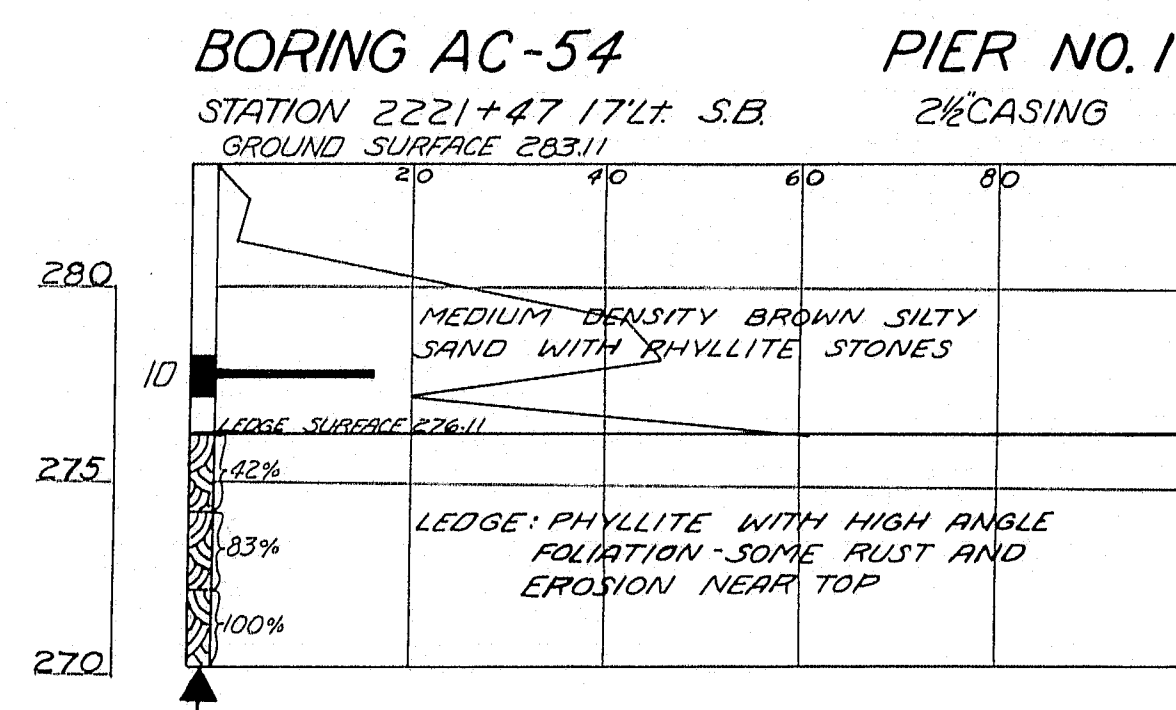 BORING AC-54 PIER NO. 1
STATION 2221+47 17'Lt. S.B. 2½" CASING
GROUND SURFACE 283.11
20 40 60 80
280
MEDIUM DENSITY BROWN SILTY
SAND WITH PHYLLITE STONES
10
LEDGE SURFACE 276.11
275
42%
LEDGE: PHYLLITE WITH HIGH ANGLE
FOLIATION - SOME RUST AND
EROSION NEAR TOP
83%
100%
270